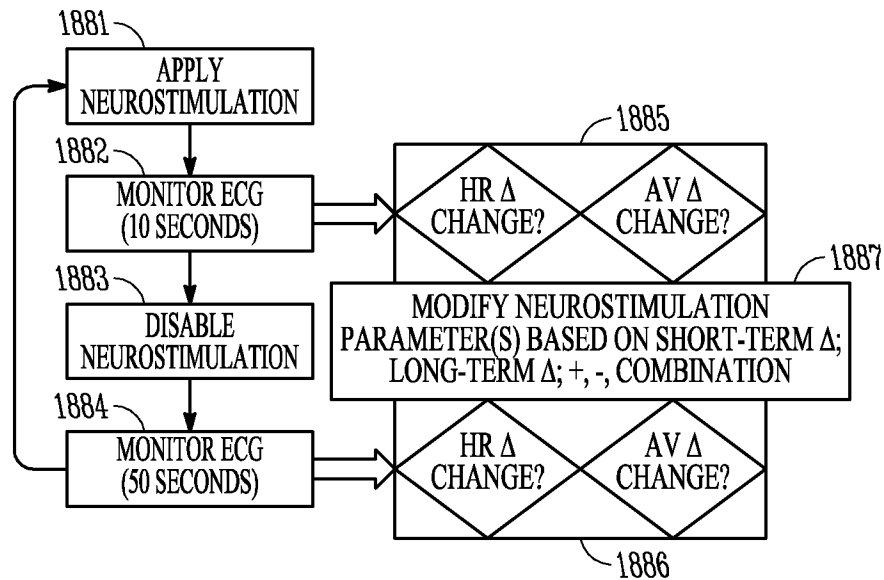 1881
APPLY
NEUROSTIMULATION
1882
MONITOR ECG
(10 SECONDS)
1883
DISABLE
NEUROSTIMULATION
1884
MONITOR ECG
(50 SECONDS)
1885
HR Δ
CHANGE?
AV Δ
CHANGE?
1887
MODIFY NEUROSTIMULATION
PARAMETER(S) BASED ON SHORT-TERM Δ;
LONG-TERM Δ; +, -, COMBINATION
HR Δ
CHANGE?
AV Δ
CHANGE?
1886